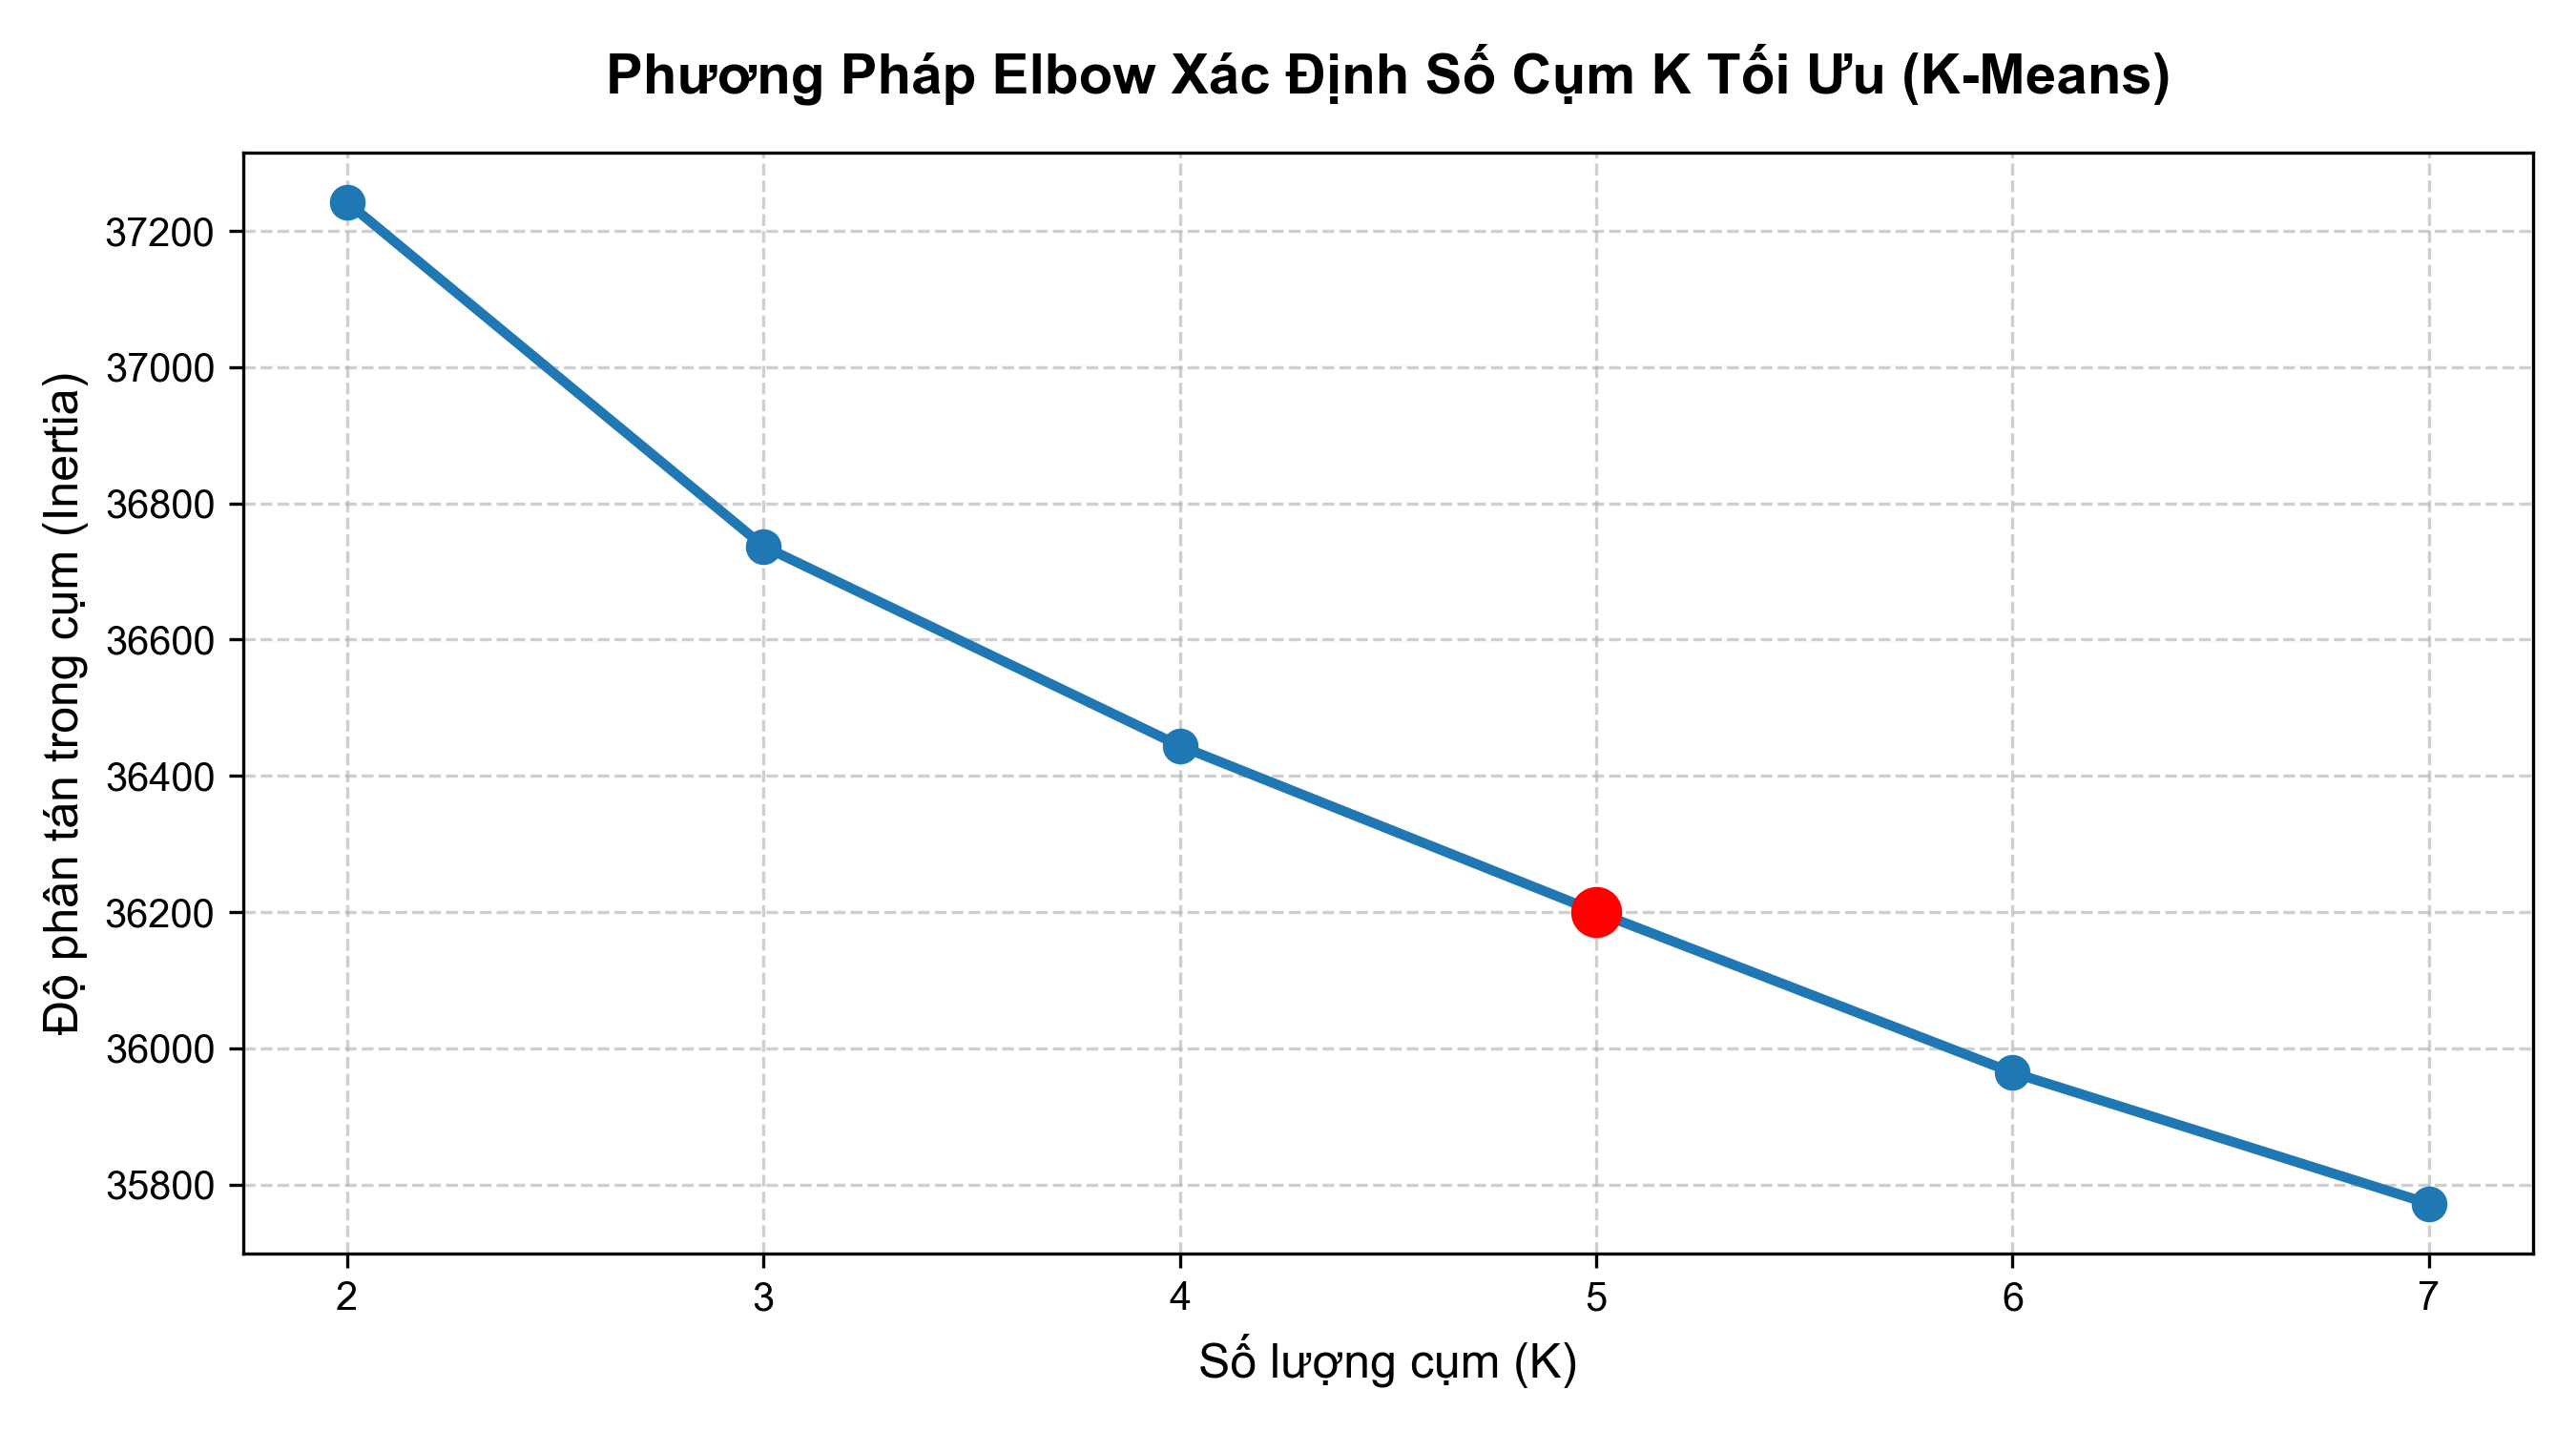 Phương Pháp Elbow Xác Định Số Cụm K Tối Ưu (K-Means)
Độ phân tán trong cụm (Inertia)
37200
37000
36800
36600
36400
36200
36000
35800
2 3 4 5 6 7
Số lượng cụm (K)